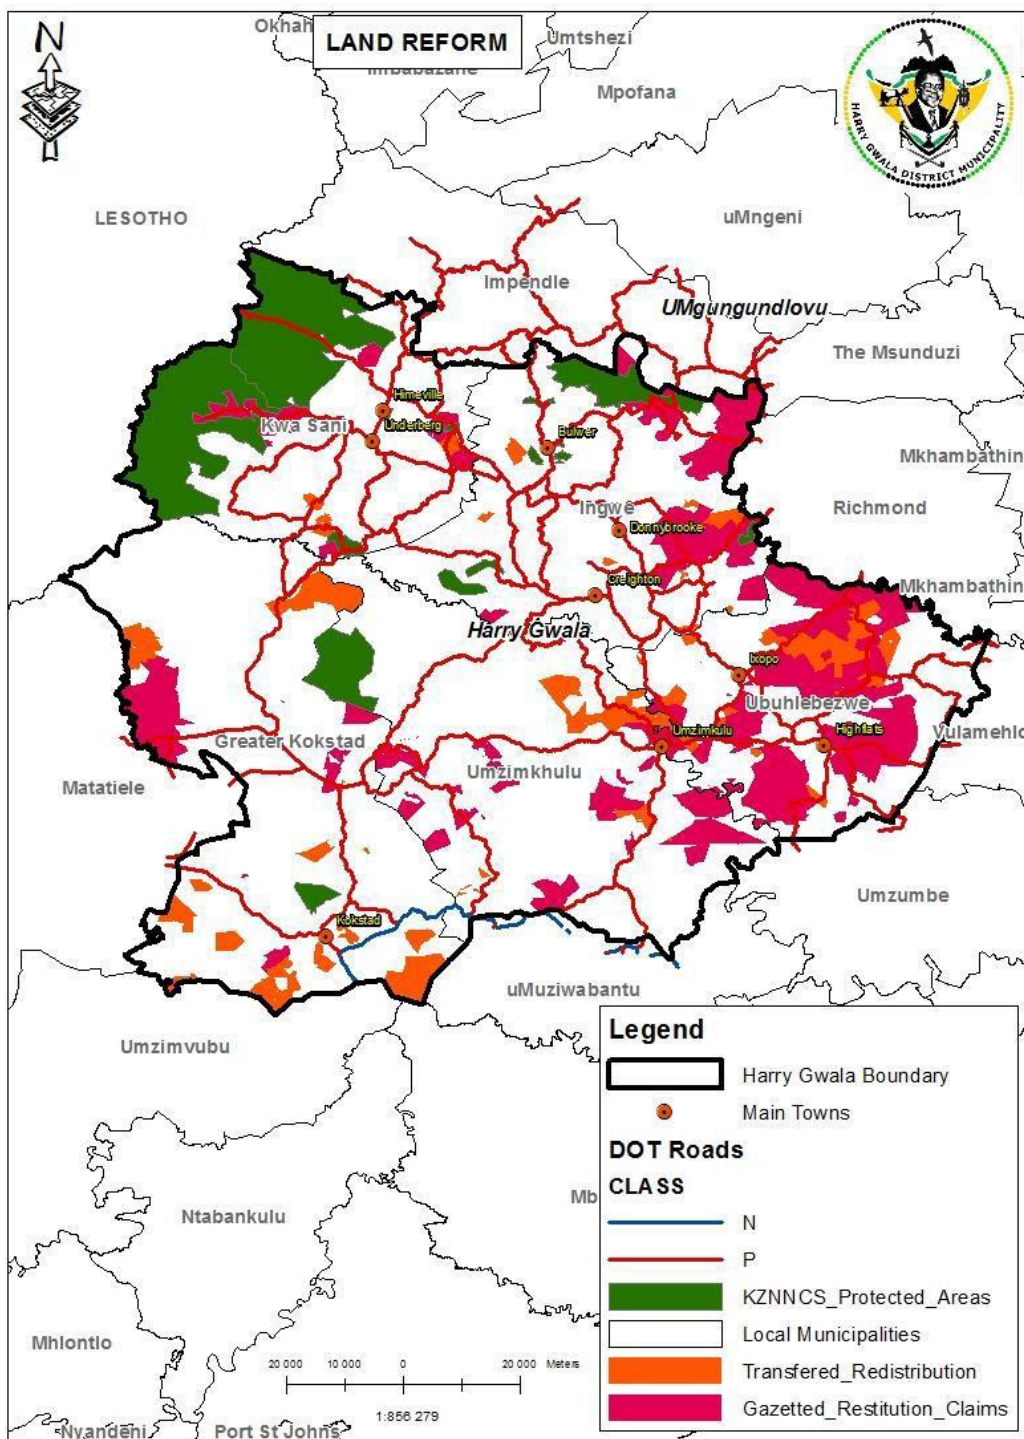 N
LAND REFORM
Okhah
Umtshezi
Imbabazane
Mpofana
HARRY GWALA DISTRICT MUNICIPALITY
LESOTHO
uMngeni
Impendle
UMgungundlovu
The Msunduzi
Himeville
Underberg
Kwa Sani
Bulwer
Mkhambathin
Ingwe
Richmond
Donnybrooke
Creighton
Mkhambathin
Harry Gwala
Ixopo
Ubuhlebezwe
Umzimkulu
Highflats
Vulamehlo
Greater Kokstad
Umzimkhulu
Matatiele
Umzumbe
Kokstad
uMuziwabantu
Umzimvubu
Legend
Harry Gwala Boundary
Main Towns
DOT Roads
CLASS
N
P
KZNNCS_Protected_Areas
Local Municipalities
Transfered_Redistribution
Gazetted_Restitution_Claims
Mb
Ntabankulu
Mhlontlo
20 000 10 000 0 20 000 Meters
1:856 279
Nyandeni
Port St Johns